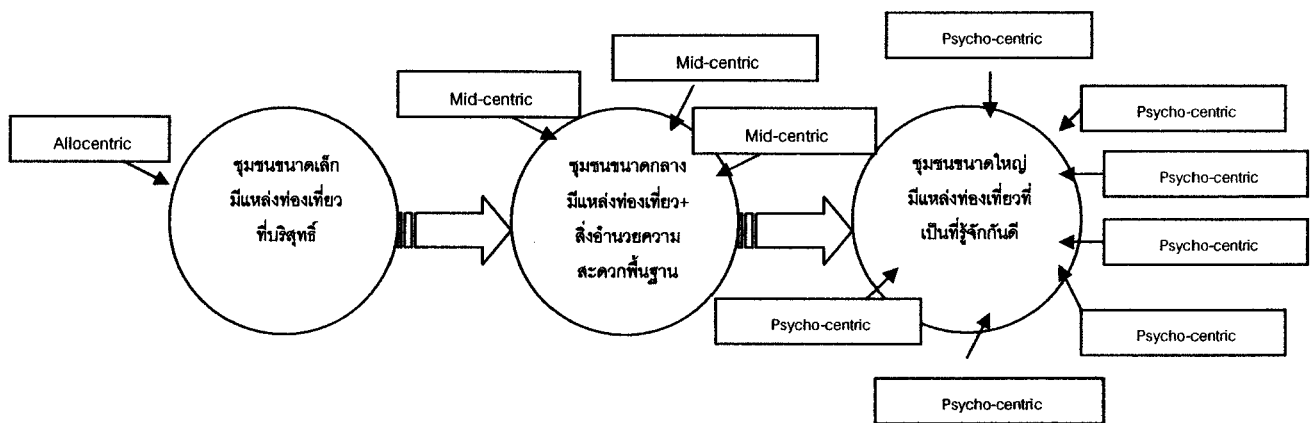 Allocentric
ชุมชนขนาดเล็ก
มีแหล่งท่องเที่ยว
ที่บริสุทธิ์
Mid-centric
Mid-centric
Mid-centric
ชุมชนขนาดกลาง
มีแหล่งท่องเที่ยว+
สิ่งอำนวยความ
สะดวกพื้นฐาน
Psycho-centric
Psycho-centric
Psycho-centric
Psycho-centric
Psycho-centric
Psycho-centric
Psycho-centric
ชุมชนขนาดใหญ่
มีแหล่งท่องเที่ยวที่
เป็นที่รู้จักกันดี